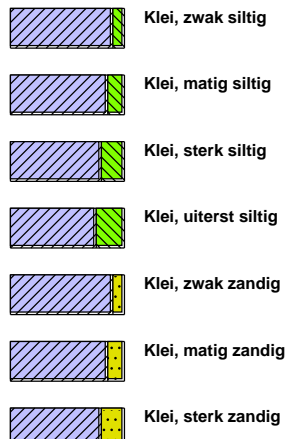 Klei, zwak siltig
Klei, matig siltig
Klei, sterk siltig
Klei, uiterst siltig
Klei, zwak zandig
Klei, matig zandig
Klei, sterk zandig